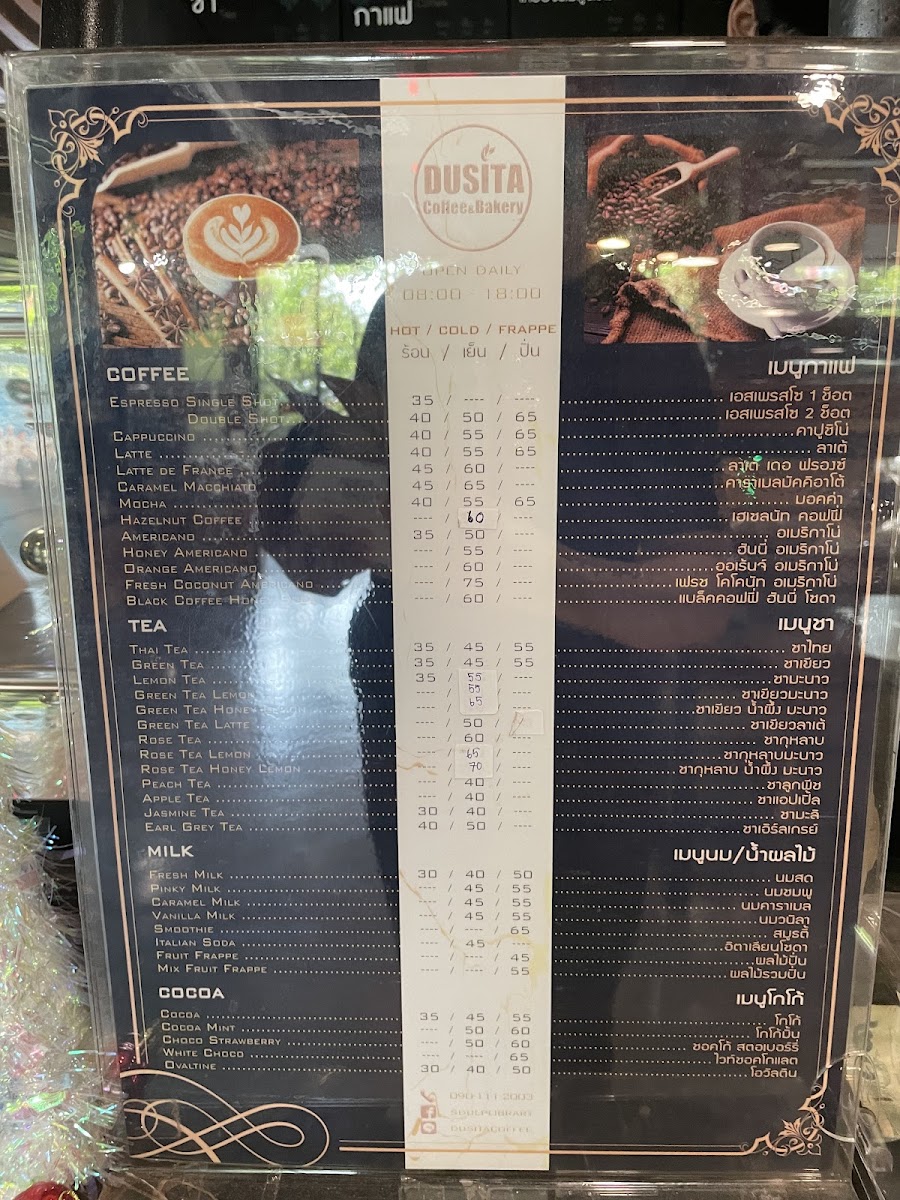 กาแฟ
DUSITA
Coffee&Bakery
OPEN DAILY
08:00 - 18:00
HOT / COLD / FRAPPE
ร้อน / เย็น / ปั่น
COFFEE เมนูกาแฟ
ESPRESSO SINGLE SHOT 35 / ---- / ---- เอสเพรสโซ 1 ช็อต
DOUBLE SHOT 40 / 50 / 65 เอสเพรสโซ 2 ช็อต
CAPPUCCINO 40 / 55 / 65 คาปูชิโน่
LATTE 40 / 55 / 65 ลาเต้
LATTE DE FRANCE 45 / 60 / ---- ลาเต้ เดอ ฟรองซ์
CARAMEL MACCHIATO 45 / 65 / ---- คาราเมลมัคคิอาโต้
MOCHA 40 / 55 / 65 มอคค่า
HAZELNUT COFFEE ---- / 60 / ---- เฮเซลนัท คอฟฟี่
AMERICANO 35 / 50 / ---- อเมริกาโน่
HONEY AMERICANO ---- / 55 / ---- ฮันนี่ อเมริกาโน่
ORANGE AMERICANO ---- / 60 / ---- ออเร้นจ์ อเมริกาโน่
FRESH COCONUT AMERICANO ---- / 75 / ---- เฟรช โคโคนัท อเมริกาโน่
BLACK COFFEE HONEY ---- / 60 / ---- แบล็คคอฟฟี่ ฮันนี่ โซดา
TEA เมนูชา
THAI TEA 35 / 45 / 55 ชาไทย
GREEN TEA 35 / 45 / 55 ชาเขียว
LEMON TEA 35 / 55 / ---- ชามะนาว
GREEN TEA LEMON ---- / 55 / ---- ชาเขียวมะนาว
GREEN TEA HONEY LEMON ---- / 65 / ---- ชาเขียว น้ำผึ้ง มะนาว
GREEN TEA LATTE ---- / 50 / ชาเขียวลาเต้
ROSE TEA ---- / 60 / ---- ชากุหลาบ
ROSE TEA LEMON ---- / 65 / ---- ชากุหลาบมะนาว
ROSE TEA HONEY LEMON ---- / 70 / ---- ชากุหลาบ น้ำผึ้ง มะนาว
PEACH TEA ---- / 40 / ---- ชาลูกพีช
APPLE TEA ---- / 40 / ---- ชาแอปเปิ้ล
JASMINE TEA 30 / 40 / ---- ชามะลิ
EARL GREY TEA 40 / 50 / ---- ชาเอิร์ลเกรย์
MILK เมนูนม/น้ำผลไม้
FRESH MILK 30 / 40 / 50 นมสด
PINKY MILK ---- / 45 / 55 นมชมพู
CARAMEL MILK ---- / 45 / 55 นมคาราเมล
VANILLA MILK ---- / 45 / 55 นมวนิลา
SMOOTHIE ---- / ---- / 65 สมูธตี้
ITALIAN SODA ---- / 45 / ---- อิตาเลียนโซดา
FRUIT FRAPPE ---- / ---- / 45 ผลไม้ปั่น
MIX FRUIT FRAPPE ---- / ---- / 55 ผลไม้รวมปั่น
COCOA เมนูโกโก้
COCOA 35 / 45 / 55 โกโก้
COCOA MINT ---- / 50 / 60 โกโก้มิ้น
CHOCO STRAWBERRY ---- / 50 / 60 ชอคโก้ สตอเบอร์รี่
WHITE CHOCO ---- / ---- / 65 ไวท์ชอคโกแลต
OVALTINE 30 / 40 / 50 โอวัลติน
090-111-2003
DUSITACOFFEE